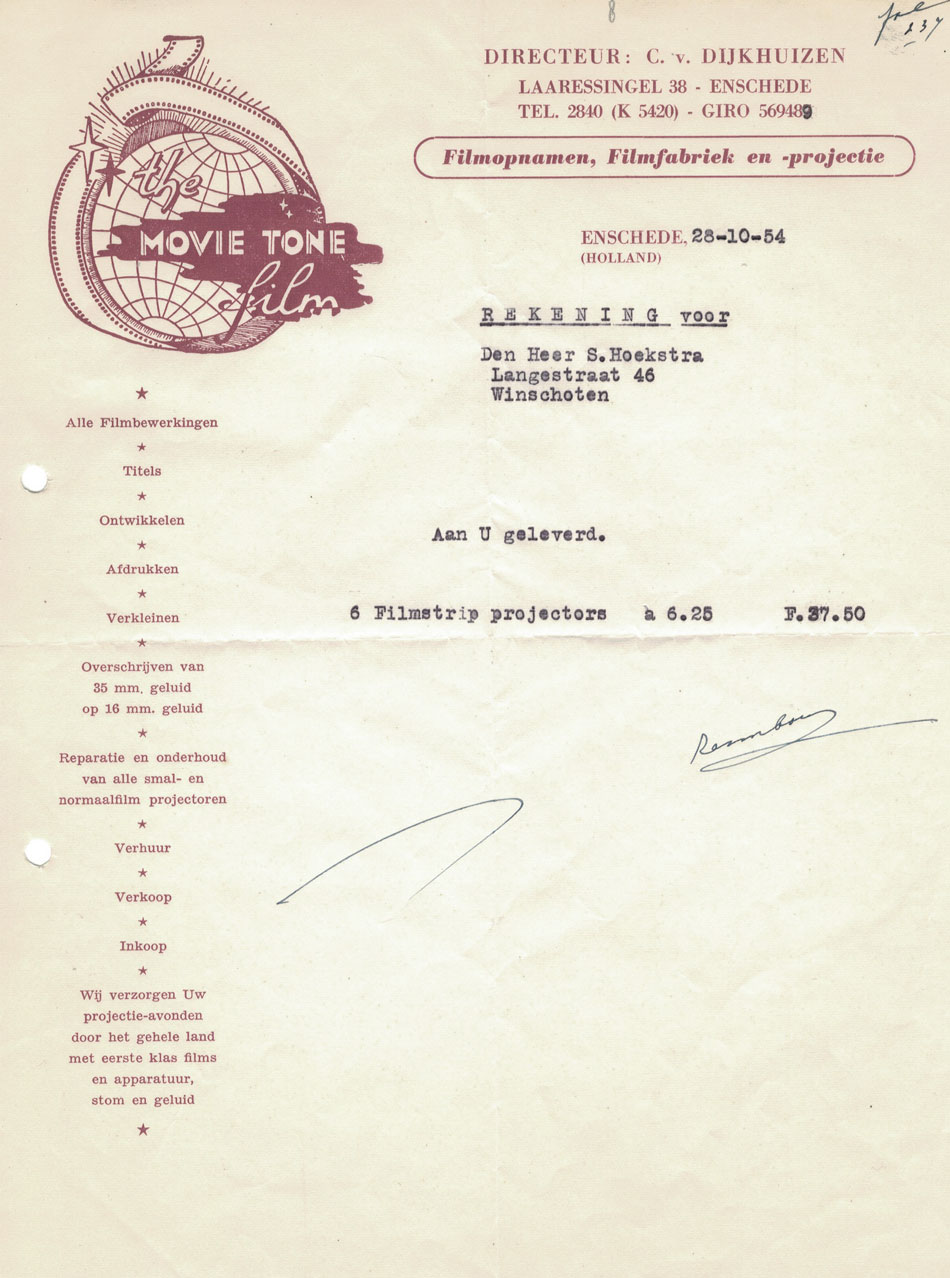 8
237
DIRECTEUR: C. v. DIJKHUIZEN
LAARESSINGEL 38 - ENSCHEDE
TEL. 2840 (K 5420) - GIRO 569489
Filmopnamen, Filmfabriek en -projectie
the
MOVIE TONE
film
ENSCHEDE, 28-10-54
(HOLLAND)
REKENING voor
Den Heer S.Hoekstra
Langestraat 46
Winschoten
Alle Filmbewerkingen
Titels
Ontwikkelen
Afdrukken
Verkleinen
Overschrijven van
35 mm. geluid
op 16 mm. geluid
Reparatie en onderhoud
van alle smal- en
normaalfilm projectoren
Verhuur
Verkoop
Inkoop
Wij verzorgen Uw
projectie-avonden
door het gehele land
met eerste klas films
en apparatuur,
stom en geluid
Aan U geleverd.
6 Filmstrip projectors à 6.25 F.37.50